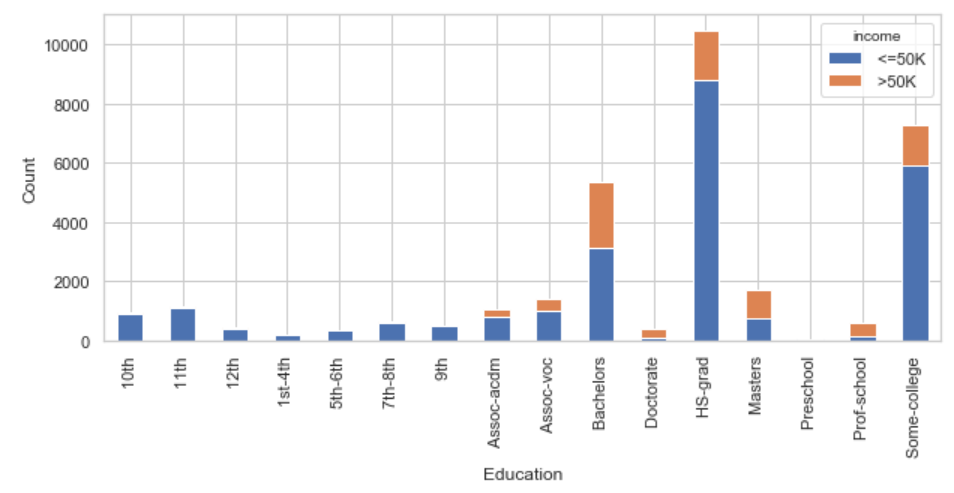 income
<=50K
>50K
10000
8000
6000
4000
2000
0
Count
10th
11th
12th
1st-4th
5th-6th
7th-8th
9th
Assoc-acdm
Assoc-voc
Bachelors
Doctorate
HS-grad
Masters
Preschool
Prof-school
Some-college
Education